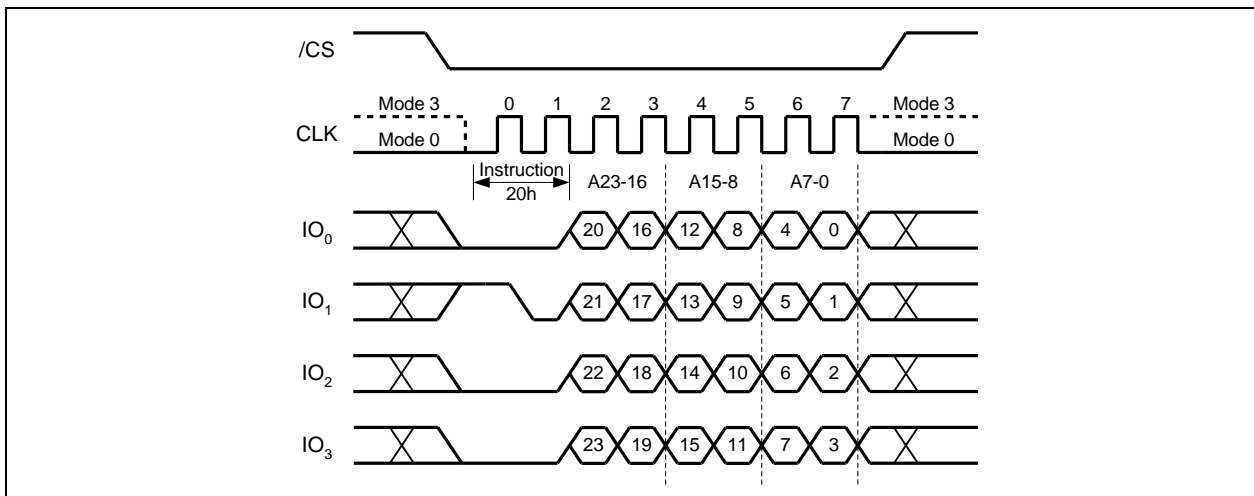 /CS
Mode 3 0 1 2 3 4 5 6 7 Mode 3
CLK
Mode 0 Mode 0
Instruction
A23-16 A15-8 A7-0
20h
IO0 20 16 12 8 4 0
IO1 21 17 13 9 5 1
IO2 22 18 14 10 6 2
IO3 23 19 15 11 7 3